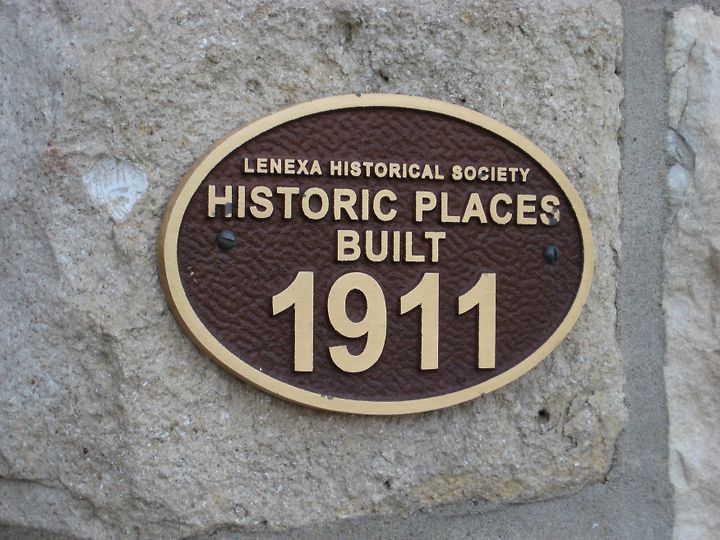 LENEXA HISTORICAL SOCIETY
HISTORIC PLACES
BUILT
1911